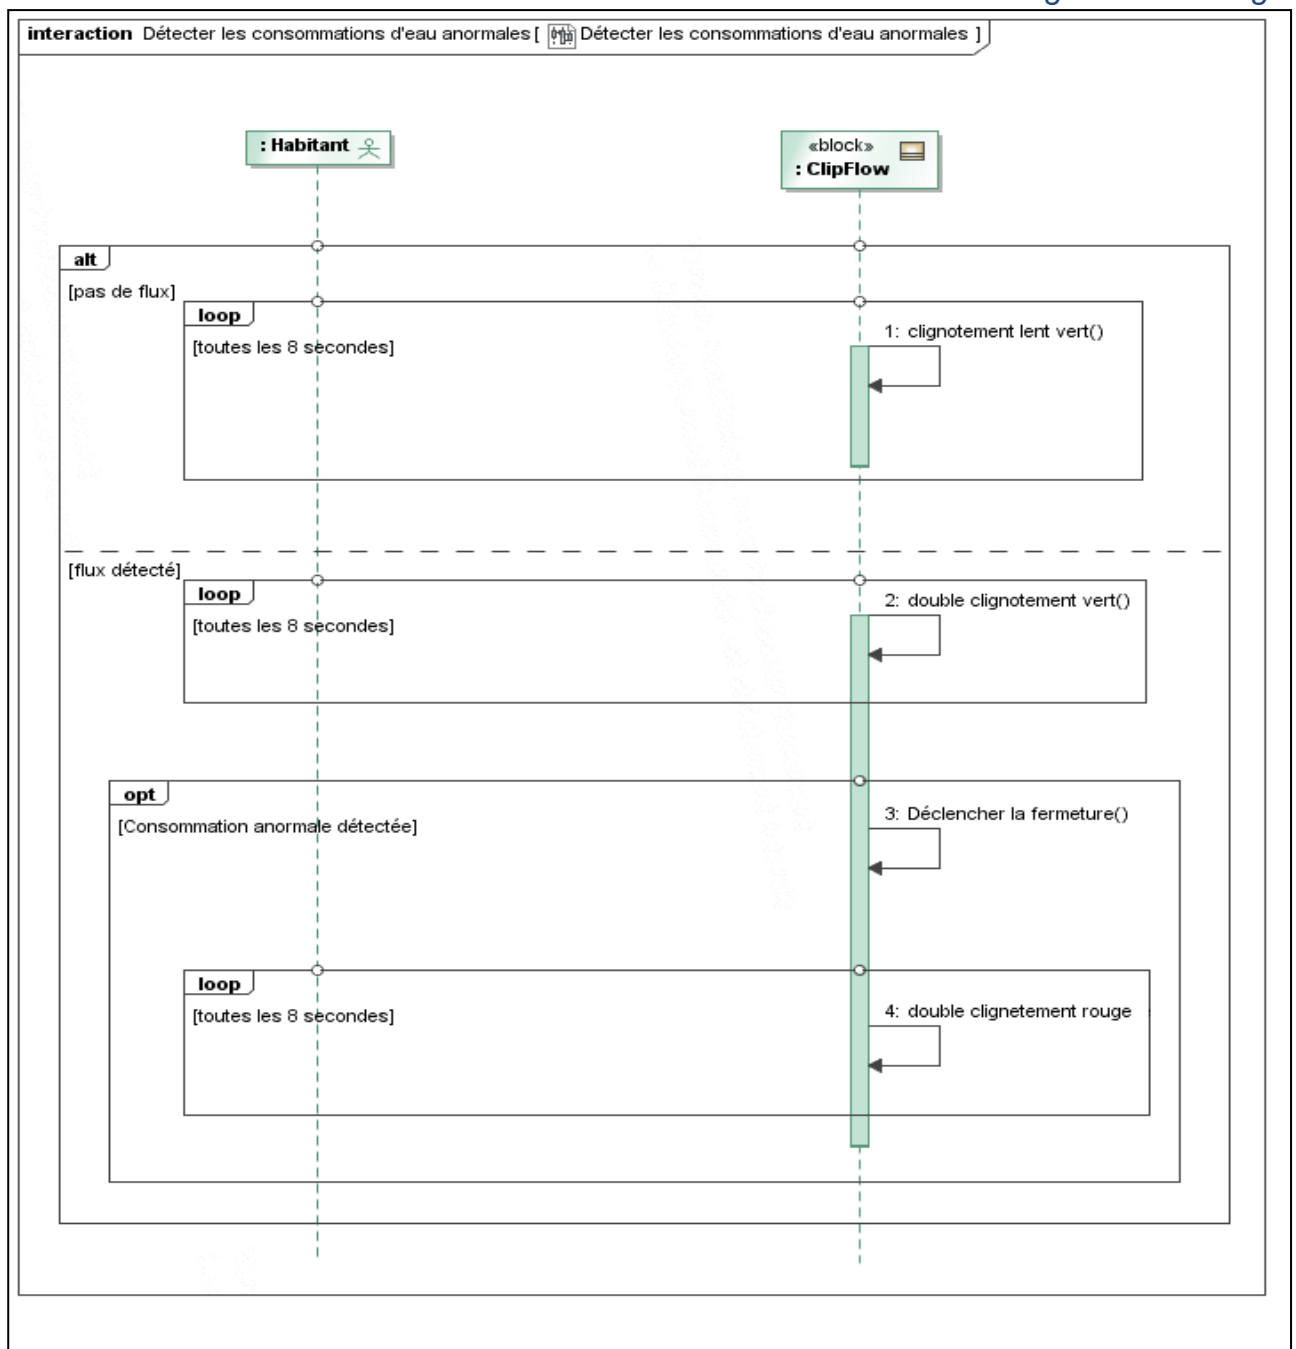 interaction Détecter les consommations d'eau anormales [ Détecter les consommations d'eau anormales ]
: Habitant
«block»
: ClipFlow
alt
[pas de flux]
loop
[toutes les 8 secondes]
1: clignotement lent vert()
[flux détecté]
loop
[toutes les 8 secondes]
2: double clignotement vert()
opt
[Consommation anormale détectée]
3: Déclencher la fermeture()
loop
[toutes les 8 secondes]
4: double clignetement rouge